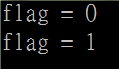 flag = 0
flag = 1